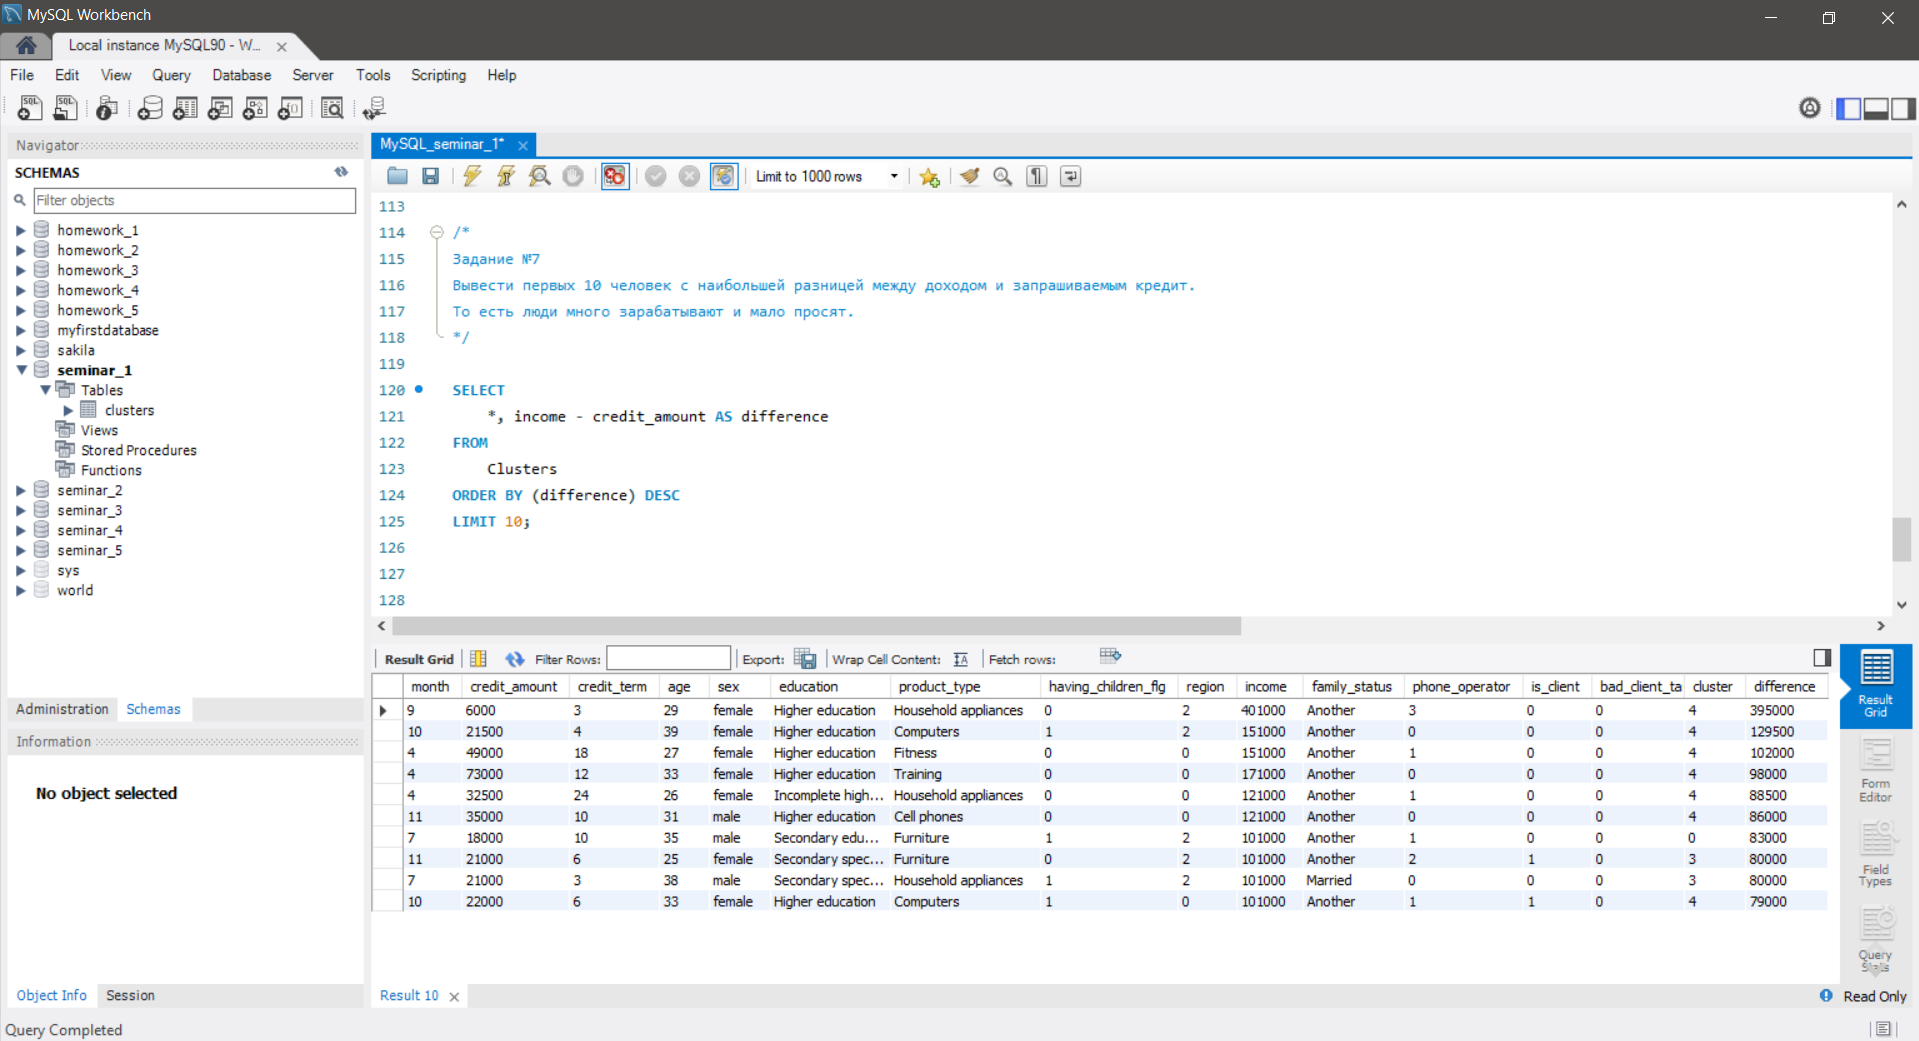 MySQL Workbench
Local instance MySQL90 - W...
File Edit View Query Database Server Tools Scripting Help
Navigator
SCHEMAS
Filter objects
homework_1
homework_2
homework_3
homework_4
homework_5
myfirstdatabase
sakila
seminar_1
Tables
clusters
Views
Stored Procedures
Functions
seminar_2
seminar_3
seminar_4
seminar_5
sys
world
Administration Schemas
Information
No object selected
Object Info Session
MySQL_seminar_1*
Limit to 1000 rows
113
114 /*
115 Задание №7
116 Вывести первых 10 человек с наибольшей разницей между доходом и запрашиваемым кредит.
117 То есть люди много зарабатывают и мало просят.
118 */
119
120 SELECT
121 *, income - credit_amount AS difference
122 FROM
123 Clusters
124 ORDER BY (difference) DESC
125 LIMIT 10;
126
127
128
Result Grid Filter Rows: Export: Wrap Cell Content: Fetch rows:
month credit_amount credit_term age sex education product_type having_children_flg region income family_status phone_operator is_client bad_client_ta cluster difference
9 6000 3 29 female Higher education Household appliances 0 2 401000 Another 3 0 0 4 395000
10 21500 4 39 female Higher education Computers 1 2 151000 Another 0 0 0 4 129500
4 49000 18 27 female Higher education Fitness 0 0 151000 Another 1 0 0 4 102000
4 73000 12 33 female Higher education Training 0 0 171000 Another 0 0 0 4 98000
4 32500 24 26 female Incomplete high... Household appliances 0 0 121000 Another 1 0 0 4 88500
11 35000 10 31 male Higher education Cell phones 0 0 121000 Another 0 0 0 4 86000
7 18000 10 35 male Secondary edu... Furniture 1 2 101000 Another 1 0 0 0 83000
11 21000 6 25 female Secondary spec... Furniture 0 2 101000 Another 2 1 0 3 80000
7 21000 3 38 male Secondary spec... Household appliances 1 2 101000 Married 0 0 0 3 80000
10 22000 6 33 female Higher education Computers 1 0 101000 Another 1 1 0 4 79000
Result
Grid
Form
Editor
Field
Types
Query
Stats
Result 10
Read Only
Query Completed